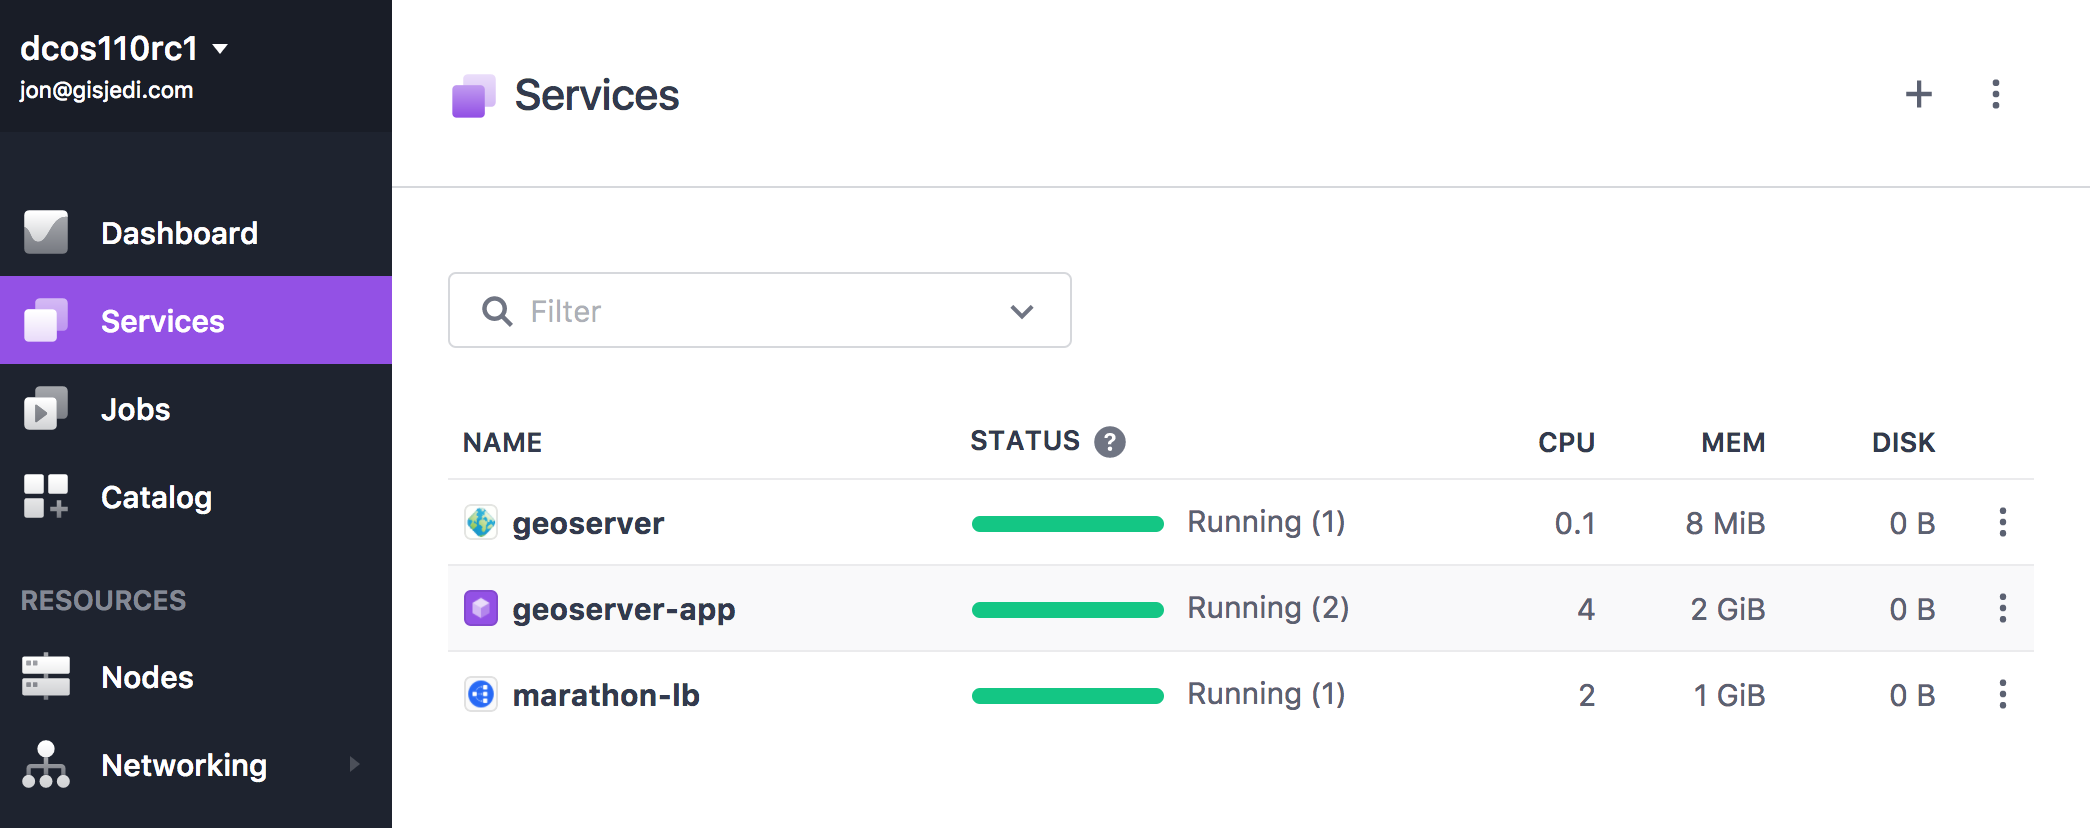 dcos110rc1
jon@gisjedi.com
Dashboard
Services
Jobs
Catalog
RESOURCES
Nodes
Networking
Services
Filter
NAME STATUS ? CPU MEM DISK
geoserver Running (1) 0.1 8 MiB 0 B
geoserver-app Running (2) 4 2 GiB 0 B
marathon-lb Running (1) 2 1 GiB 0 B